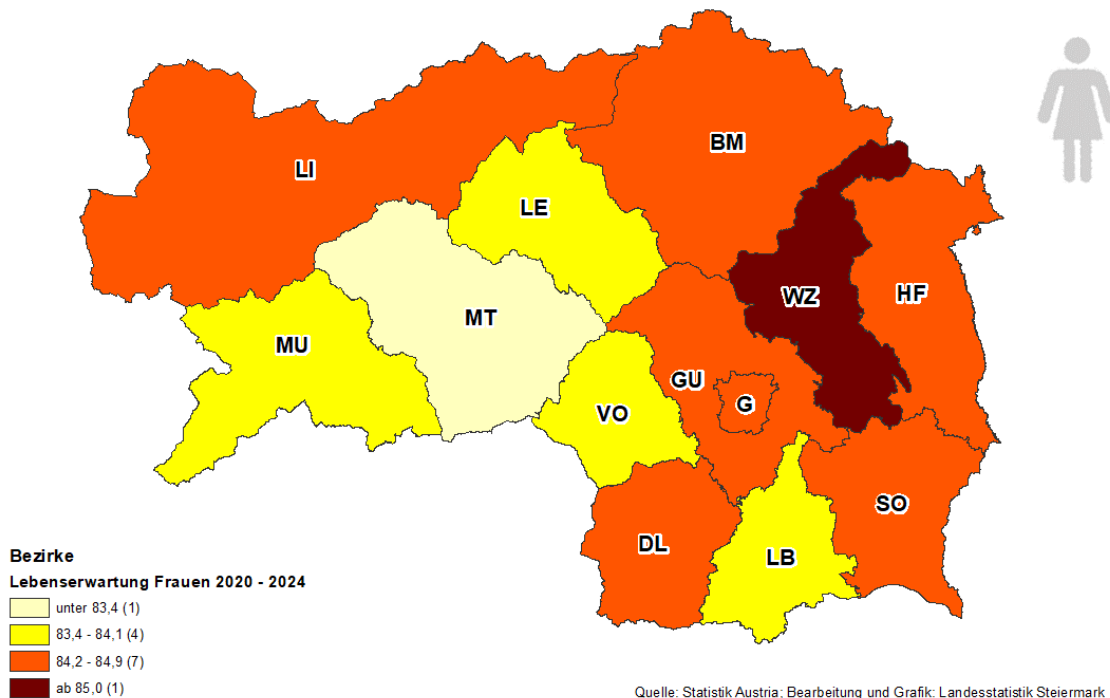 BM
LI
LE
WZ
HF
MT
MU
GU
G
VO
SO
DL
LB
Bezirke
Lebenserwartung Frauen 2020 - 2024
unter 83,4 (1)
83,4 - 84,1 (4)
84,2 - 84,9 (7)
ab 85,0 (1)
Quelle: Statistik Austria; Bearbeitung und Grafik: Landesstatistik Steiermark